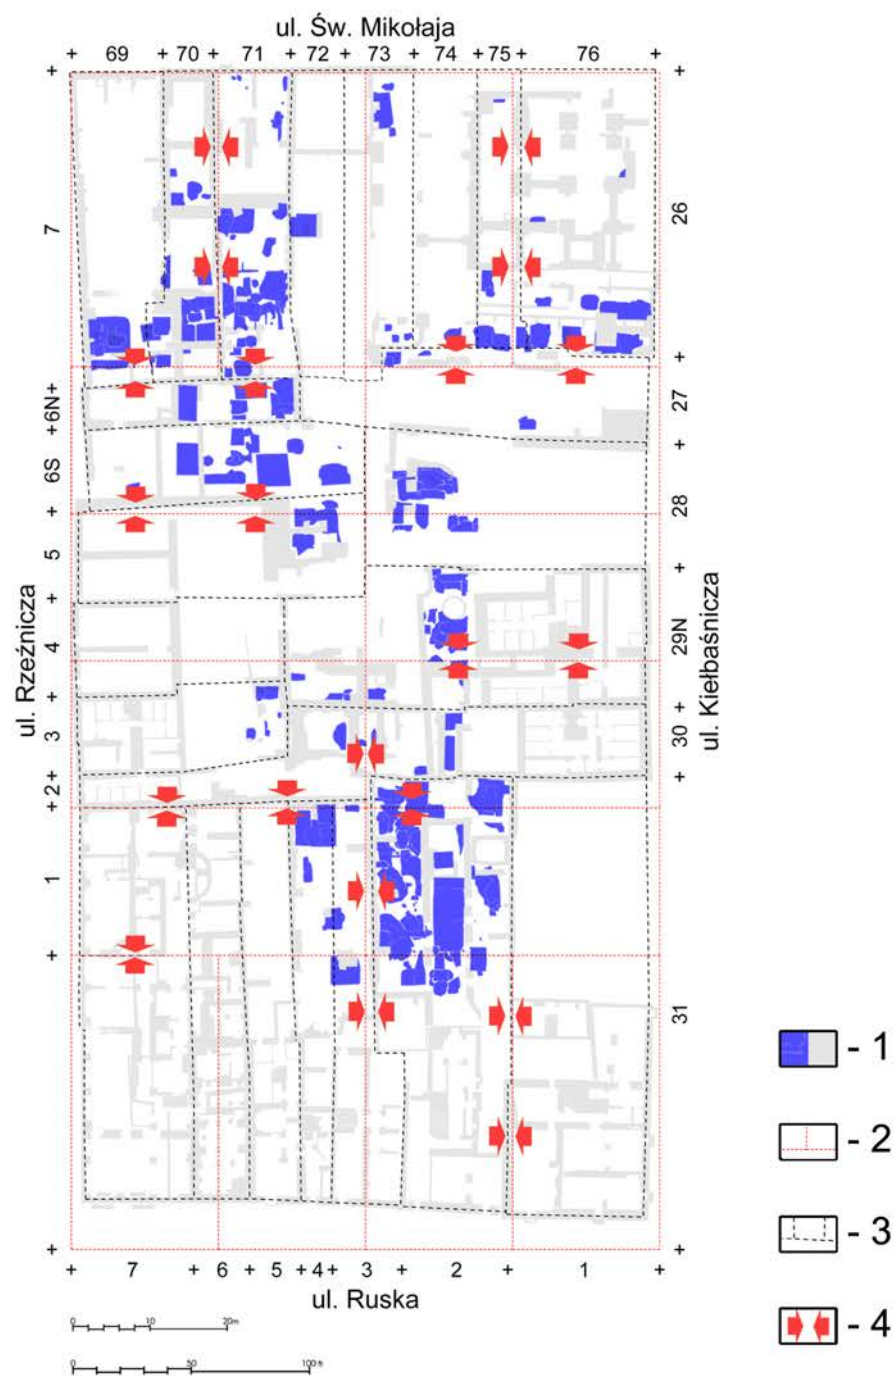 ul. Św. Mikołaja
+ 69 + 70 + 71 + 72 + 73 + 74 + 75 + 76 +
+ 7 + 6N + 6S + 5 + 4 + 3 + 2 + 1 + +
ul. Rzeźnicza
+ 26 + 27 + 28 + 29N + 30 + 31 +
ul. Kiełbaśnicza
+ 7 + 6 + 5 + 4 + 3 + 2 + 1 +
ul. Ruska
0 10 20m
0 50 100 ft
- 1
- 2
- 3
- 4